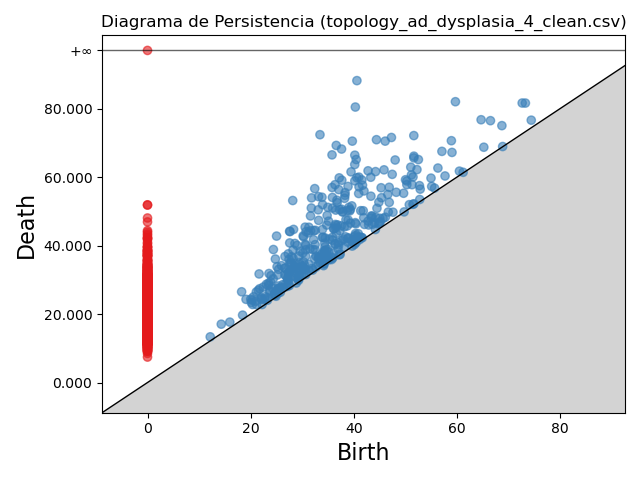 Diagrama de Persistencia (topology_ad_dysplasia_4_clean.csv)
+∞
80.000
60.000
40.000
20.000
0.000
Death
0 20 40 60 80
Birth